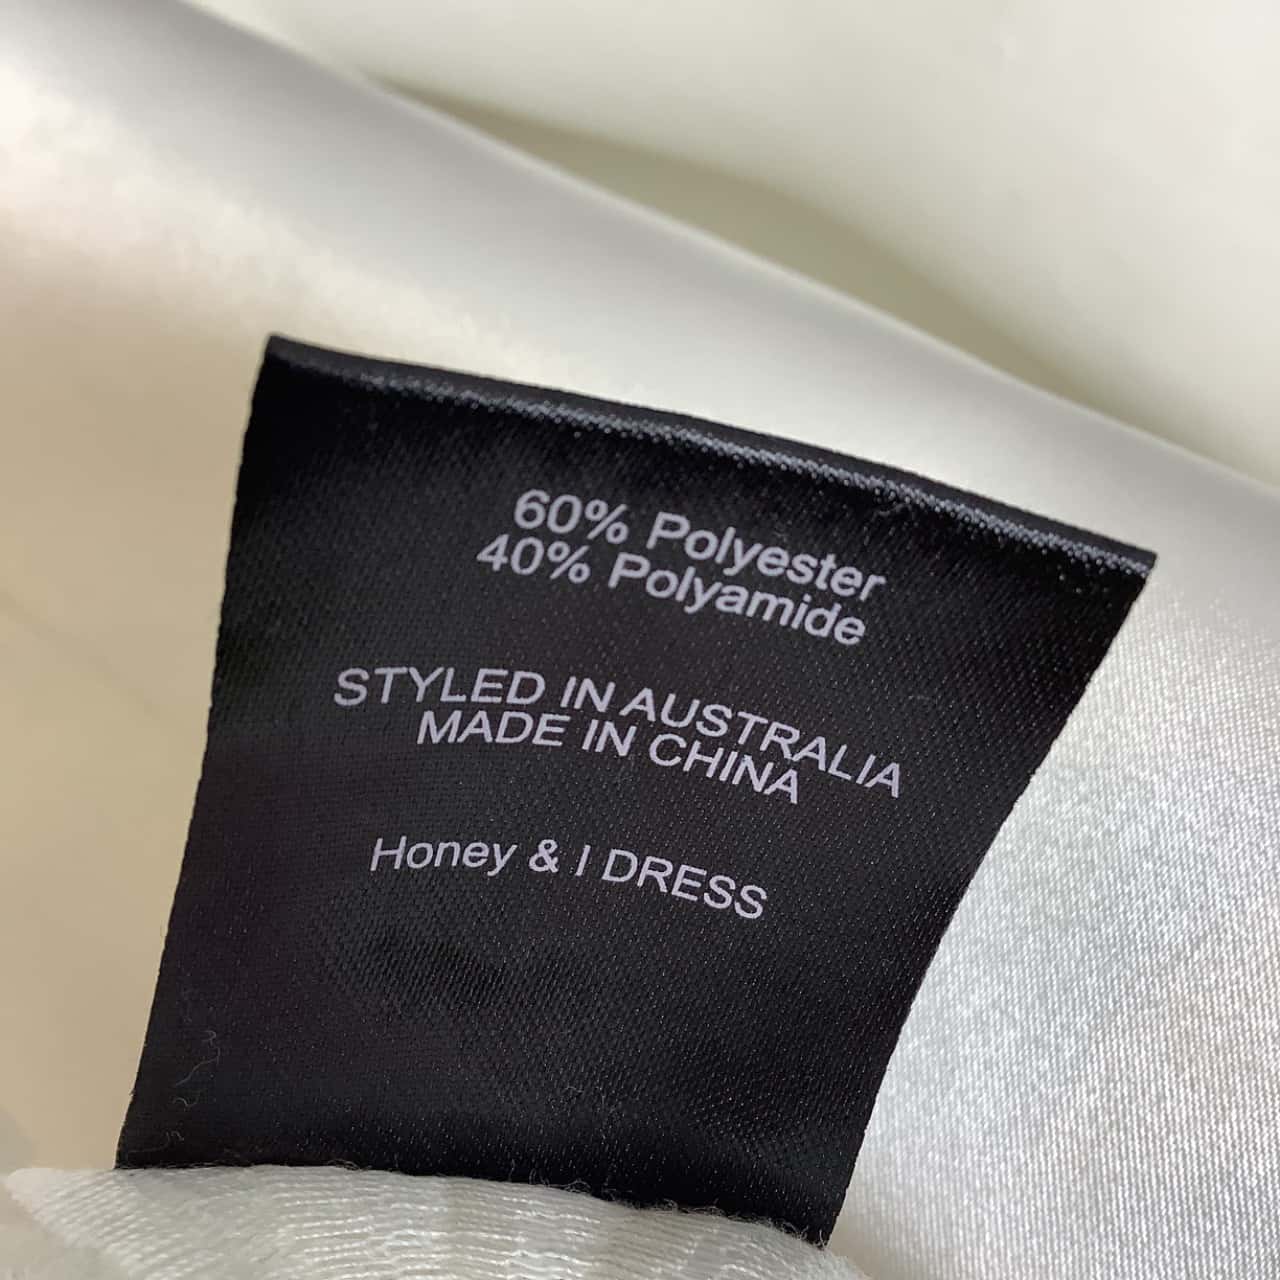 60% Polyester
40% Polyamide
STYLED IN AUSTRALIA
MADE IN CHINA
Honey & I DRESS